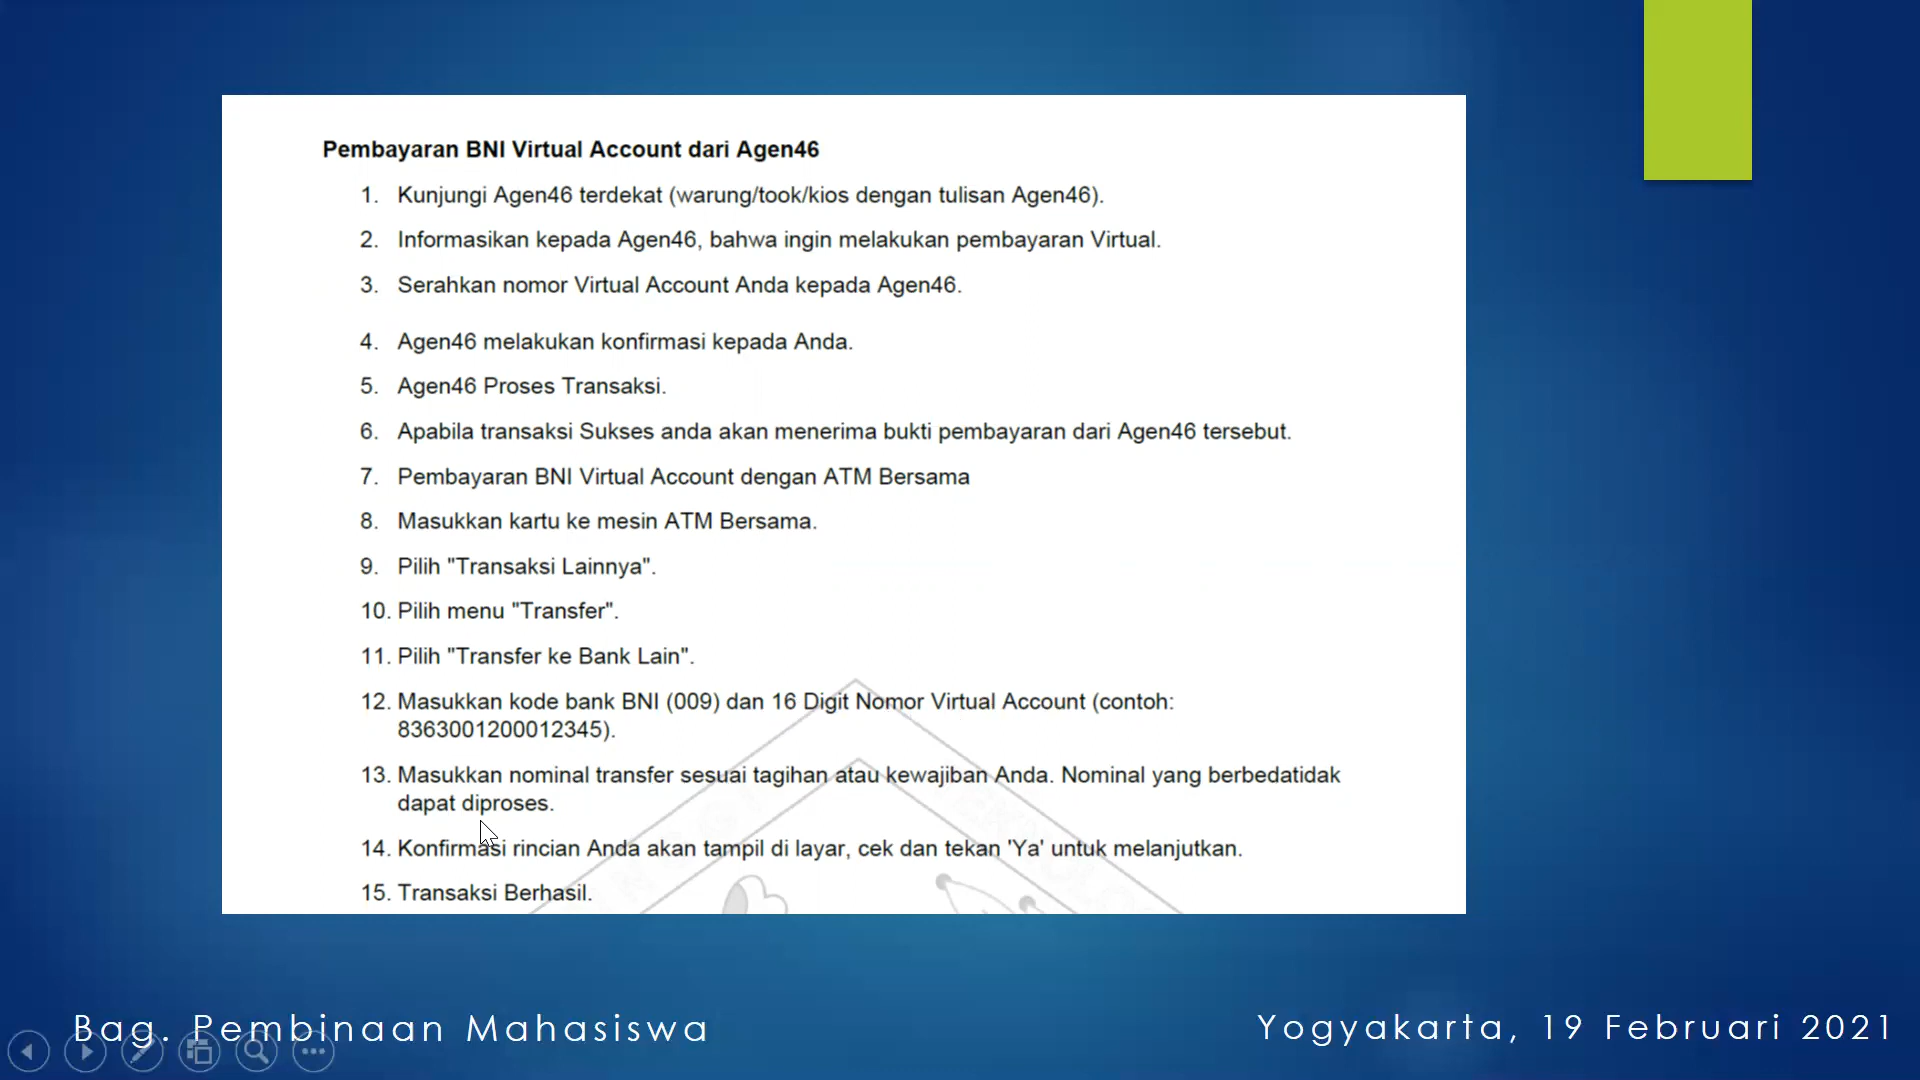 Pembayaran BNI Virtual Account dari Agen46
1. Kunjungi Agen46 terdekat (warung/took/kios dengan tulisan Agen46).
2. Informasikan kepada Agen46, bahwa ingin melakukan pembayaran Virtual.
3. Serahkan nomor Virtual Account Anda kepada Agen46.
4. Agen46 melakukan konfirmasi kepada Anda.
5. Agen46 Proses Transaksi.
6. Apabila transaksi Sukses anda akan menerima bukti pembayaran dari Agen46 tersebut.
7. Pembayaran BNI Virtual Account dengan ATM Bersama
8. Masukkan kartu ke mesin ATM Bersama.
9. Pilih "Transaksi Lainnya".
10. Pilih menu "Transfer".
11. Pilih "Transfer ke Bank Lain".
12. Masukkan kode bank BNI (009) dan 16 Digit Nomor Virtual Account (contoh:
8363001200012345).
13. Masukkan nominal transfer sesuai tagihan atau kewajiban Anda. Nominal yang berbedatidak
dapat diproses.
14. Konfirmasi rincian Anda akan tampil di layar, cek dan tekan 'Ya' untuk melanjutkan.
15. Transaksi Berhasil.
Bag. Pembinaan Mahasiswa
Yogyakarta, 19 Februari 2021